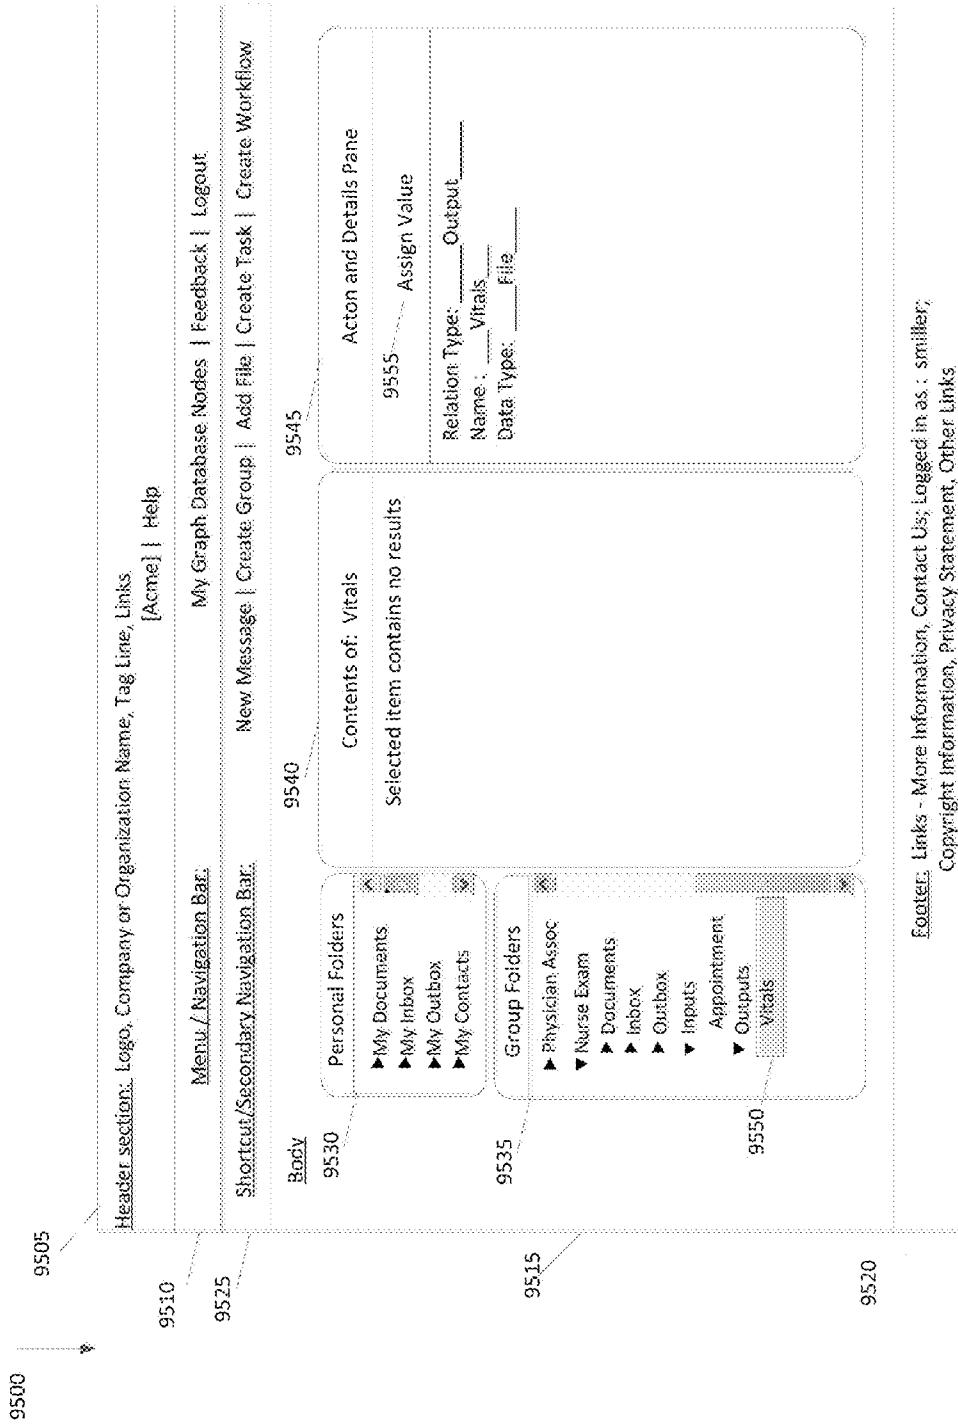 9500
9505
Header section: Logo, Company or Organization Name, Tag Line, Links
[Acme] | Help
9510
Menu / Navigation Bar: My Graph Database Nodes | Feedback | Logout
9525
Shortcut/Secondary Navigation Bar: New Message | Create Group | Add File | Create Task | Create Workflow
Body
9530
Personal Folders
▶My Documents
▶My Inbox
▶My Outbox
▶My Contacts
9535
Group Folders
▶ Physician Assoc
▼ Nurse Exam
▶ Documents
▶ Inbox
▶ Outbox
▼ Inputs
Appointment
▼ Outputs
Vitals
9550
9540
Contents of: Vitals
Selected item contains no results
9545
Acton and Details Pane
9555
Assign Value
Relation Type: ______Output______
Name : ___Vitals___
Data Type: ____File____
9515
9520
Footer: Links - More Information, Contact Us; Logged in as : smiller;
Copyright Information, Privacy Statement, Other Links